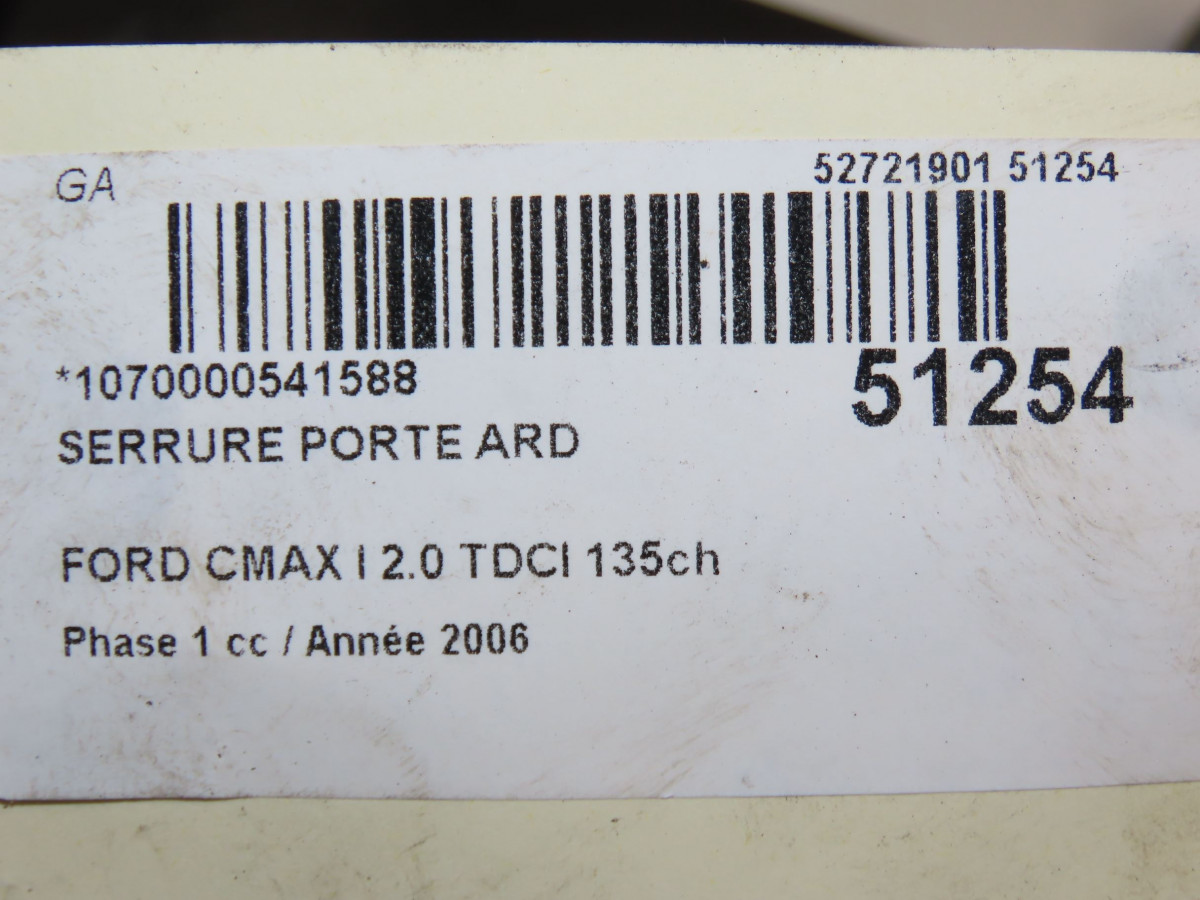 GA
52721901 51254
*1070000541588
51254
SERRURE PORTE ARD
FORD CMAX I 2.0 TDCI 135ch
Phase 1 cc / Année 2006